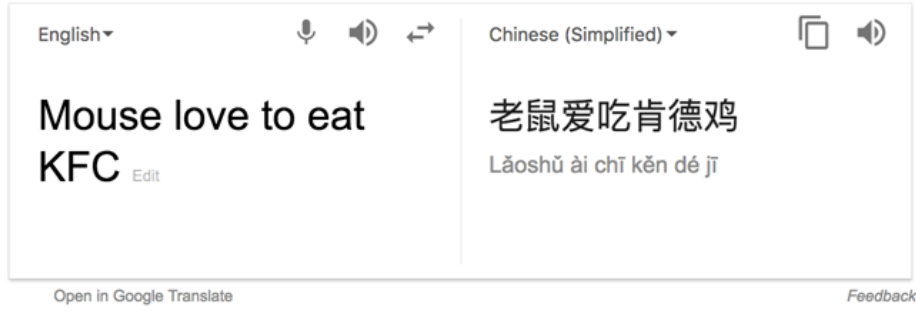 English
Chinese (Simplified)
Mouse love to eat
KFC Edit
老鼠爱吃肯德鸡
Lǎoshǔ ài chī kěn dé jī
Open in Google Translate
Feedback